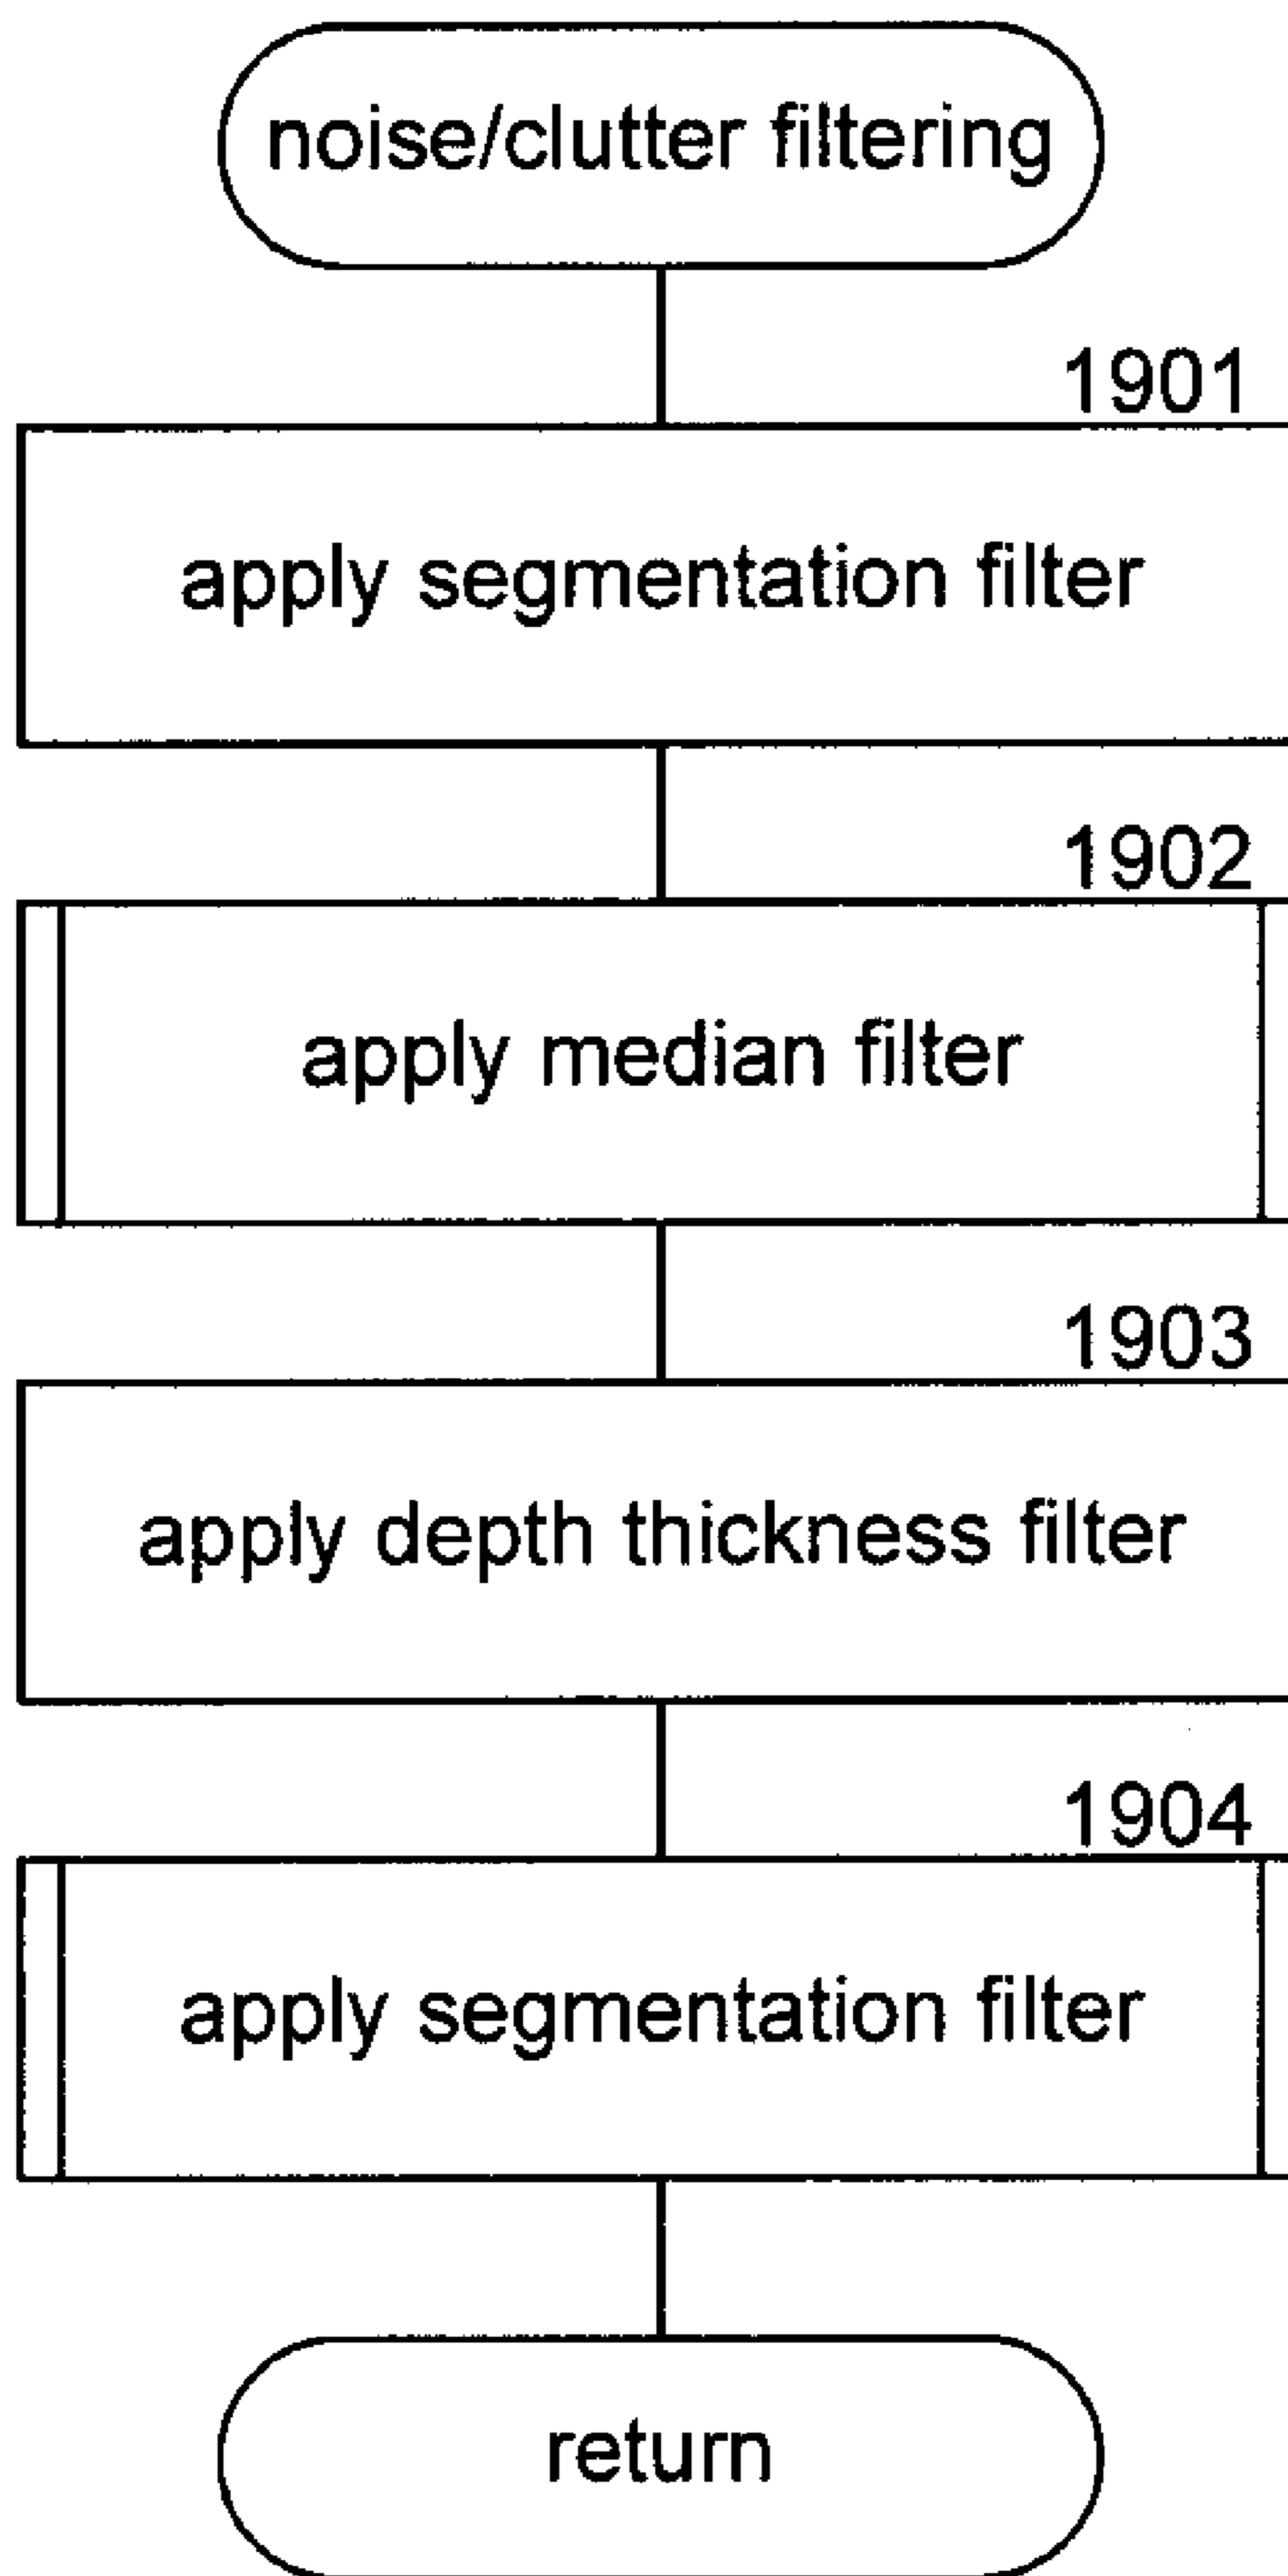 noise/clutter filtering
1901
apply segmentation filter
1902
apply median filter
1903
apply depth thickness filter
1904
apply segmentation filter
return